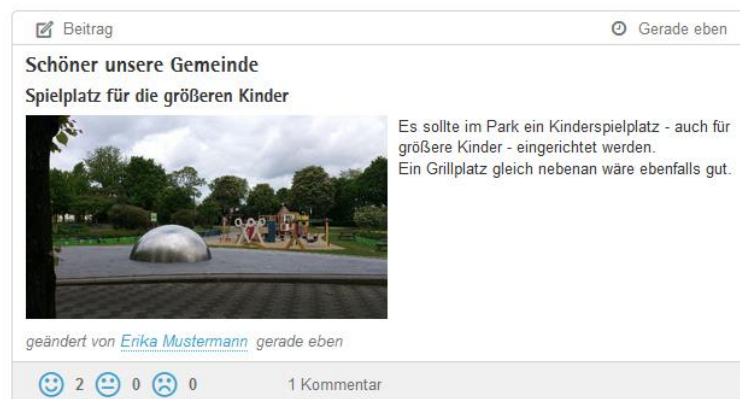 Beitrag Gerade eben
Schöner unsere Gemeinde
Spielplatz für die größeren Kinder
Es sollte im Park ein Kinderspielplatz - auch für
größere Kinder - eingerichtet werden.
Ein Grillplatz gleich nebenan wäre ebenfalls gut.
geändert von Erika Mustermann gerade eben
2 0 0 1 Kommentar